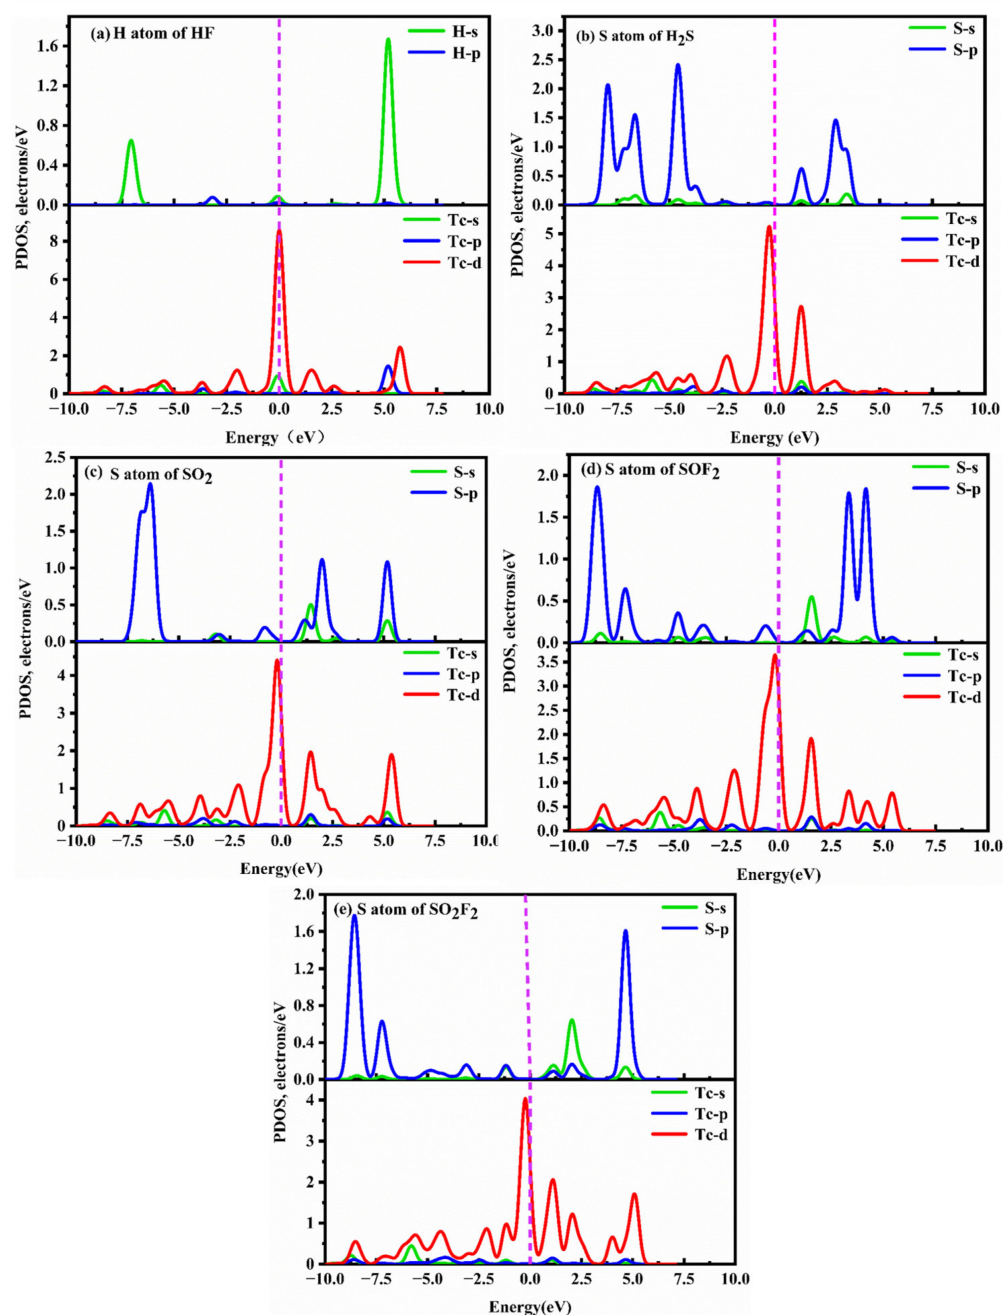 (a) H atom of HF
H-s
H-p
1.6
1.2
0.8
0.4
0.0
PDOS, electrons/eV
Tc-s
Tc-p
Tc-d
8
6
4
2
0
−10.0 −7.5 −5.0 −2.5 0.0 2.5 5.0 7.5 10.0
Energy（eV）
(b) S atom of H2S
S-s
S-p
3.0
2.5
2.0
1.5
1.0
0.5
0.0
PDOS, electrons/eV
Tc-s
Tc-p
Tc-d
5
4
3
2
1
0
−10.0 −7.5 −5.0 −2.5 0.0 2.5 5.0 7.5 10.0
Energy (eV)
(c) S atom of SO2
S-s
S-p
2.5
2.0
1.5
1.0
0.5
0.0
PDOS, electrons/eV
Tc-s
Tc-p
Tc-d
4
3
2
1
0
−10.0 −7.5 −5.0 −2.5 0.0 2.5 5.0 7.5 10.0
Energy(eV)
(d) S atom of SOF2
S-s
S-p
2.0
1.5
1.0
0.5
0.0
PDOS, electrons/eV
Tc-s
Tc-p
Tc-d
3.5
3.0
2.5
2.0
1.5
1.0
0.5
0.0
−10.0 −7.5 −5.0 −2.5 0.0 2.5 5.0 7.5 10.0
Energy(eV)
(e) S atom of SO2F2
S-s
S-p
2.0
1.6
1.2
0.8
0.4
0.0
PDOS, electrons/eV
Tc-s
Tc-p
Tc-d
4
3
2
1
0
−10.0 −7.5 −5.0 −2.5 0.0 2.5 5.0 7.5 10.0
Energy(eV)